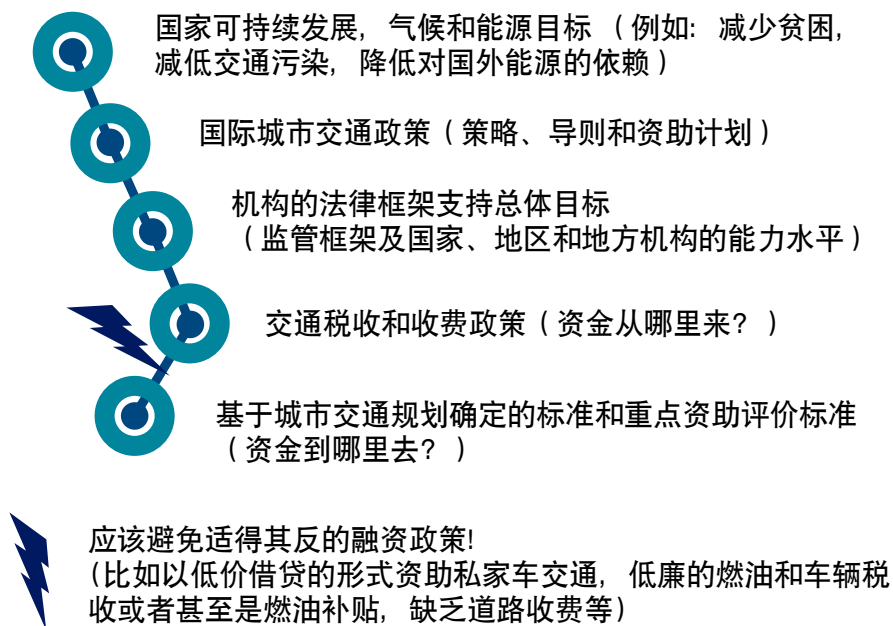 国家可持续发展，气候和能源目标（例如：减少贫困，
减低交通污染，降低对国外能源的依赖）
国际城市交通政策（策略、导则和资助计划）
机构的法律框架支持总体目标
（监管框架及国家、地区和地方机构的能力水平）
交通税收和收费政策（资金从哪里来？）
基于城市交通规划确定的标准和重点资助评价标准
（资金到哪里去？）
应该避免适得其反的融资政策!
(比如以低价借贷的形式资助私家车交通，低廉的燃油和车辆税
收或者甚至是燃油补贴，缺乏道路收费等)